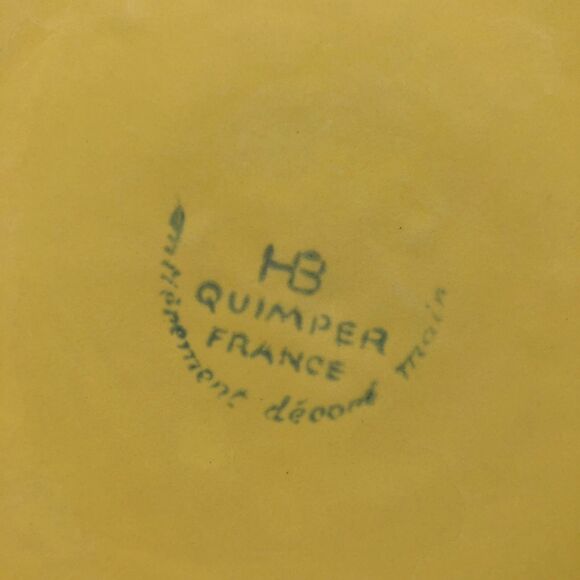 HB
QUIMPER
FRANCE
entièrement décoré main